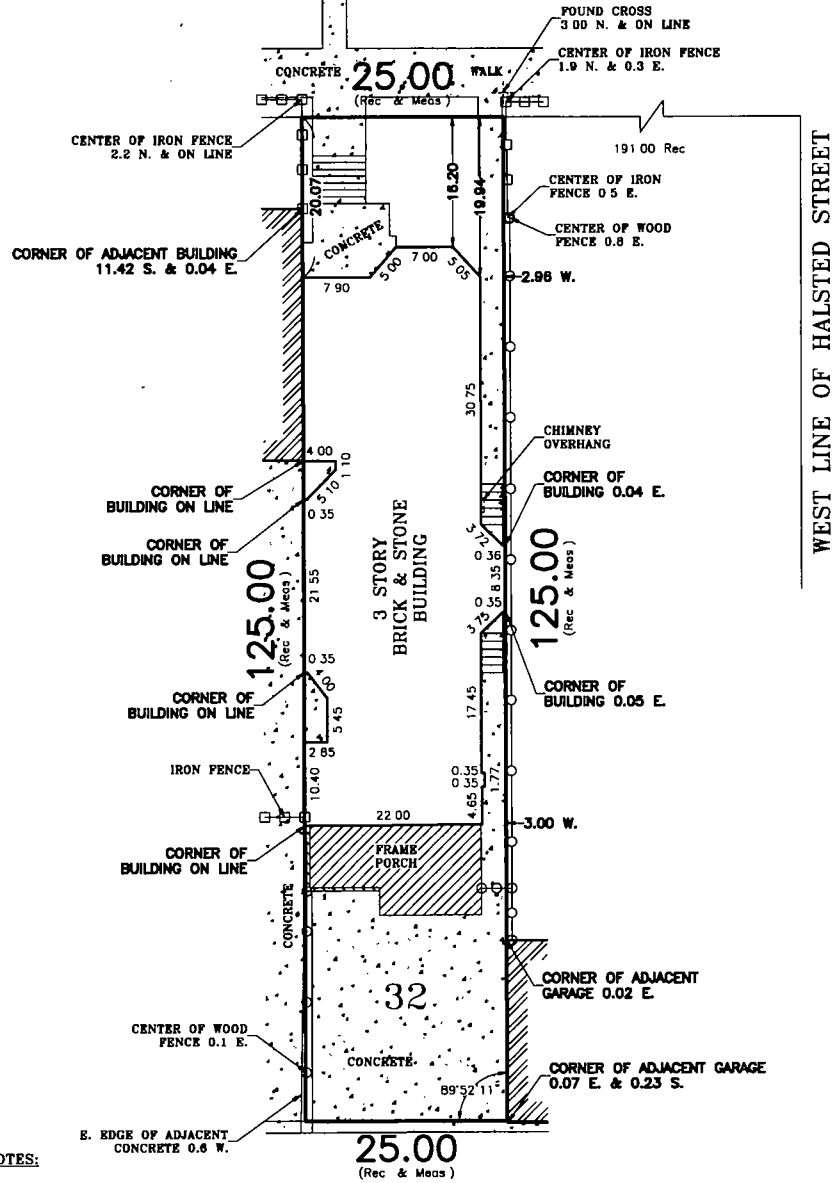 FOUND CROSS
3 00 N. & ON LINE
CENTER OF IRON FENCE
1.9 N. & 0.3 E.
CONCRETE
WALK
25.00
(Rec & Meas)
CENTER OF IRON FENCE
2.2 N. & ON LINE
191 00 Rec
WEST LINE OF HALSTED STREET
20.07
16.20
19.94
CENTER OF IRON
FENCE 0 5 E.
CENTER OF WOOD
FENCE 0.8 E.
CORNER OF ADJACENT BUILDING
11.42 S. & 0.04 E.
CONCRETE
7 00
5.00
5.05
7 90
2.96 W.
30 75
CHIMNEY
OVERHANG
4 00
1 10
5 10
0 35
CORNER OF
BUILDING ON LINE
CORNER OF
BUILDING 0.04 E.
CORNER OF
BUILDING ON LINE
3 72
0 36
8 35
0 35
3 75
125.00
(Rec & Meas)
21 55
3 STORY
BRICK & STONE
BUILDING
125.00
(Rec & Meas)
0.35
4 00
5 45
2 85
CORNER OF
BUILDING ON LINE
CORNER OF
BUILDING 0.05 E.
17 45
IRON FENCE
10.40
0.35
0 35
1.77
4.65
22 00
3.00 W.
CORNER OF
BUILDING ON LINE
FRAME
PORCH
CONCRETE
32
CORNER OF ADJACENT
GARAGE 0.02 E.
CENTER OF WOOD
FENCE 0.1 E.
CONCRETE
89°52'11"
CORNER OF ADJACENT GARAGE
0.07 E. & 0.23 S.
E. EDGE OF ADJACENT
CONCRETE 0.6 W.
25.00
(Rec & Meas)
OTES: